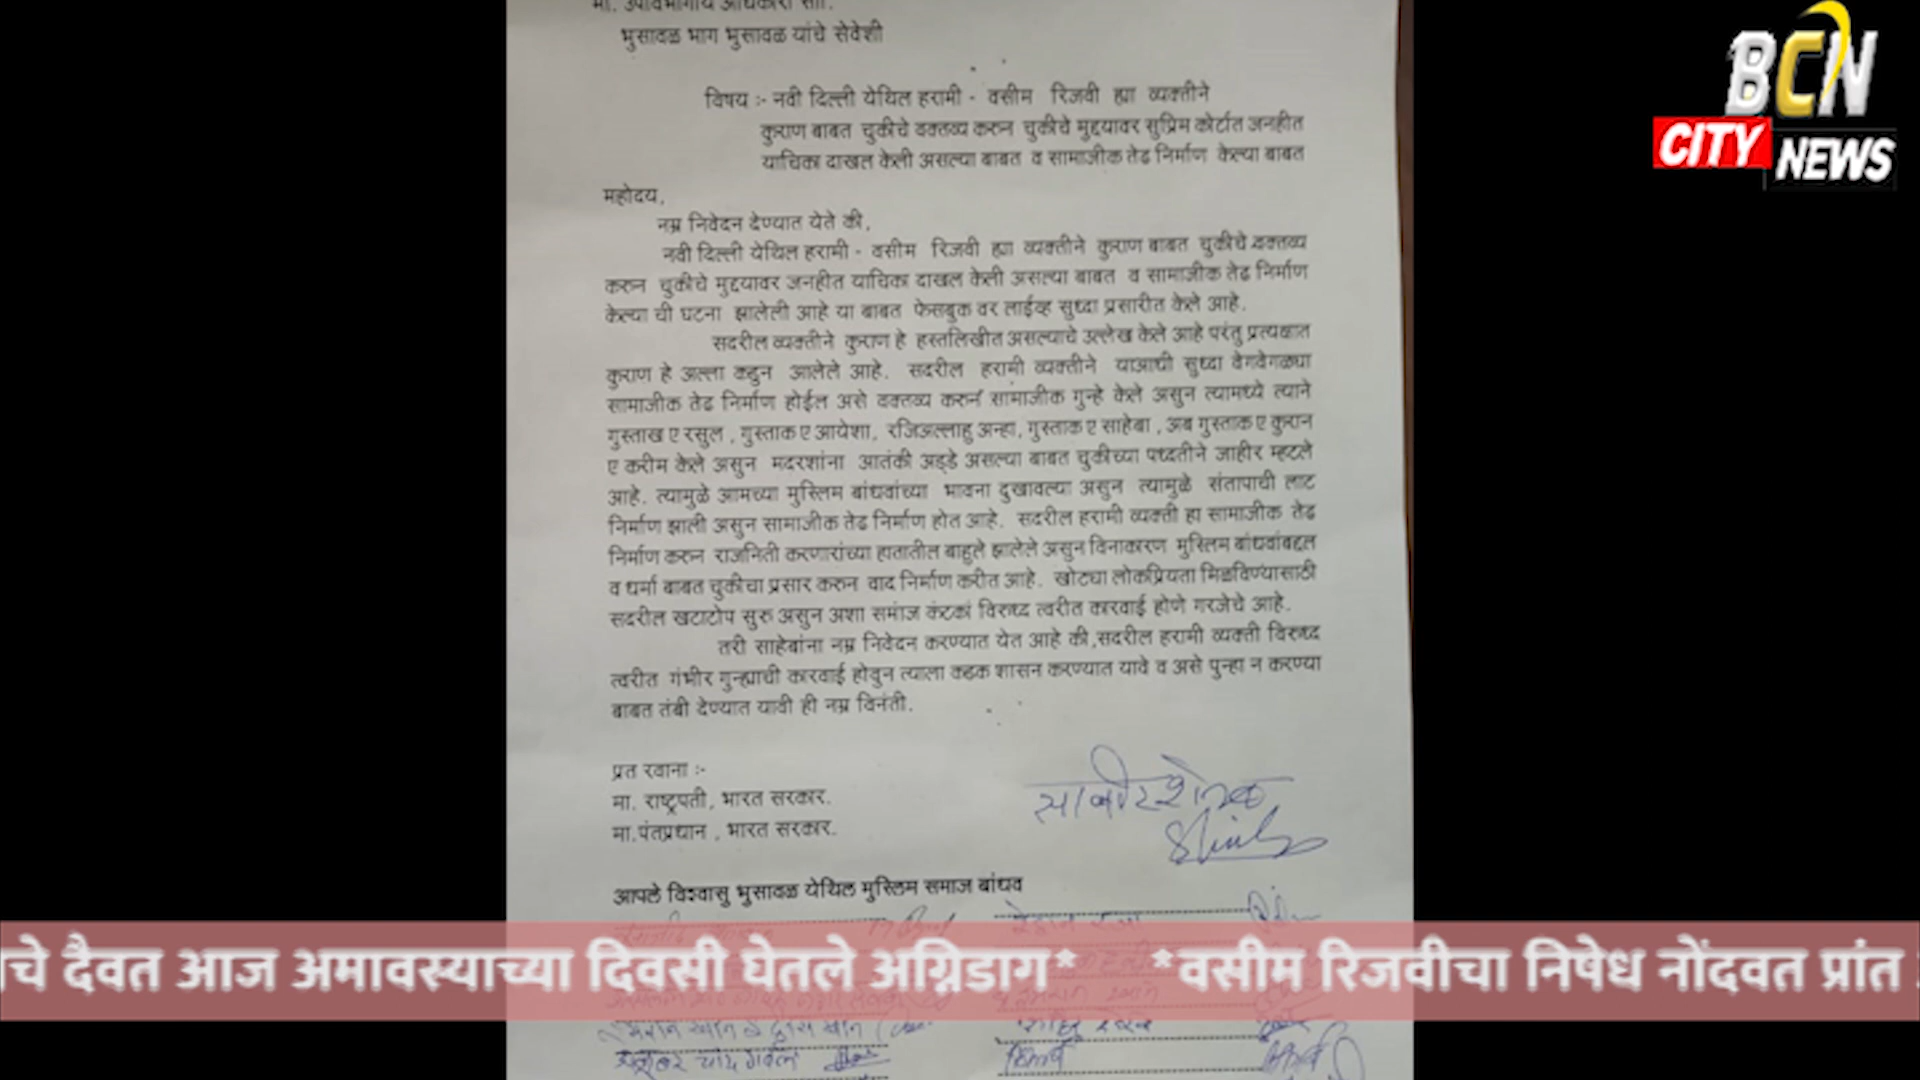 मा. उपविभागीय अधिकारी सो.
भुसावळ भाग भुसावळ यांचे सेवेशी
BCN
CITY NEWS
विषय :- नवी दिल्ली येथिल हरामी - वसीम रिजवी ह्या व्यक्तीने
कुराण बाबत चुकीचे वक्तव्य करुन चुकीचे मुद्दयावर सुप्रिम कोर्टात जनहीत
याचिका दाखल केली असल्या बाबत व सामाजीक तेढ निर्माण केल्या बाबत
महोदय,
नम्र निवेदन देण्यात येते की,
नवी दिल्ली येथिल हरामी - वसीम रिजवी ह्या व्यक्तीने कुराण बाबत चुकीचे वक्तव्य
करुन चुकीचे मुद्दयावर जनहीत याचिका दाखल केली असल्या बाबत व सामाजीक तेढ निर्माण
केल्या ची घटना झालेली आहे या बाबत फेसबुक वर लाईव्ह सुध्दा प्रसारीत केले आहे.
सदरील व्यक्तीने कुराण हे हस्तलिखीत असल्याचे उल्लेख केले आहे परंतु प्रत्यक्षात
कुराण हे अल्ला कडुन आलेले आहे. सदरील हरामी व्यक्तीने याआधी सुध्दा वेगवेगळ्या
सामाजीक तेढ निर्माण होईल असे वक्तव्य करुन सामाजीक गुन्हे केले असुन त्यामध्ये त्याने
गुस्ताख ए रसुल , गुस्ताक ए आयेशा, रजिअल्लाहु अन्हा, गुस्ताक ए साहेबा , अब गुस्ताक ए कुरान
ए करीम केले असुन मदरशांना आतंकी अड्डे असल्या बाबत चुकीच्या पध्दतीने जाहीर म्हटले
आहे. त्यामुळे आमच्या मुस्लिम बांधवांच्या भावना दुखावल्या असुन त्यामुळे संतापाची लाट
निर्माण झाली असुन सामाजीक तेढ निर्माण होत आहे. सदरील हरामी व्यक्ती हा सामाजीक तेढ
निर्माण करुन राजनिती करणारांच्या हातातील बाहुले झालेले असुन विनाकारण मुस्लिम बांधवांबद्दल
व धर्मा बाबत चुकीचा प्रसार करुन वाद निर्माण करीत आहे. खोट्या लोकप्रियता मिळविण्यासाठी
सदरील खटाटोप सुरु असुन अशा समाज कंटकां विरुध्द त्वरीत कारवाई होणे गरजेचे आहे.
तरी साहेबांना नम्र निवेदन करण्यात येत आहे की,सदरील हरामी व्यक्ती विरुध्द
त्वरीत गंभीर गुन्ह्याची कारवाई होवुन त्याला कडक शासन करण्यात यावे व असे पुन्हा न करण्या
बाबत तंबी देण्यात यावी ही नम्र विनंती.
प्रत रवाना :-
मा. राष्ट्रपती, भारत सरकार.
मा.पंतप्रधान , भारत सरकार.
आपले विश्वासु भुसावळ येथिल मुस्लिम समाज बांधव
चे दैवत आज अमावस्याच्या दिवसी घेतले अग्निडाग* *वसीम रिजवीचा निषेध नोंदवत प्रांत